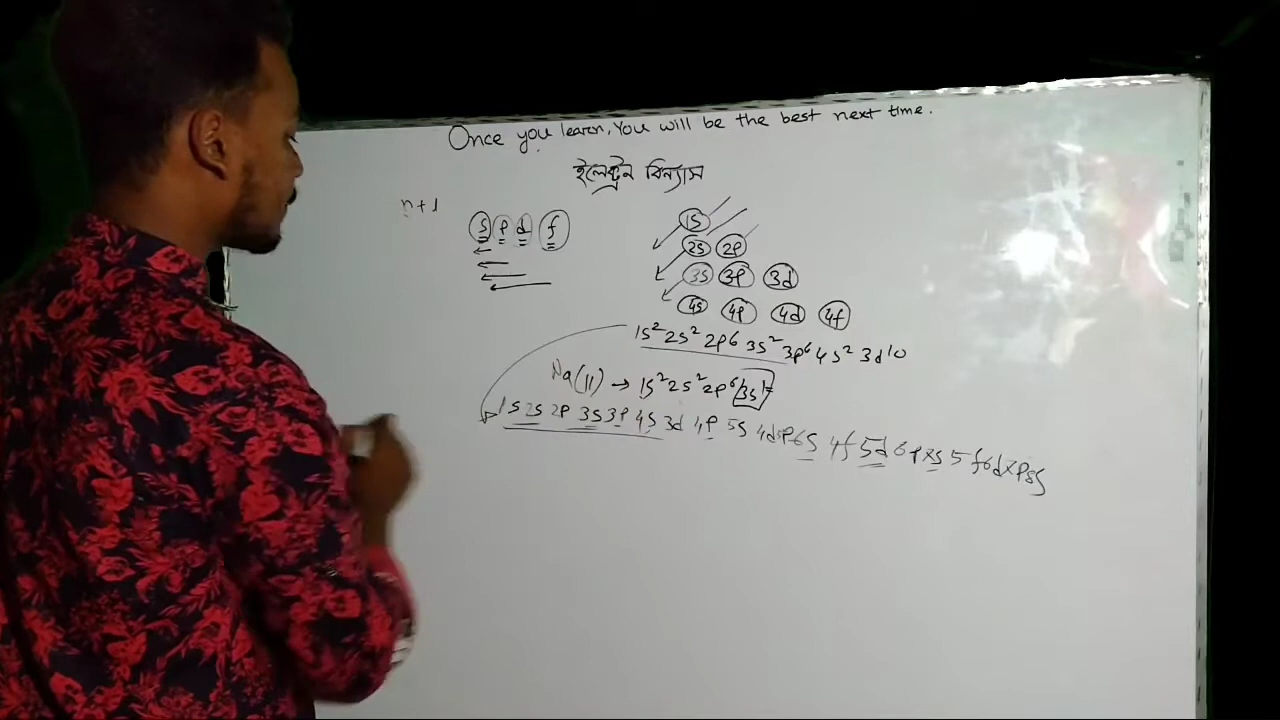 Once you learn, You will be the best next time.
ইলেক্ট্রন বিন্যাস
n+1
s p d f
1s
2s 2p
3s 3p 3d
4s 4p 4d 4f
1s² 2s² 2p⁶ 3s² 3p⁶ 4s² 3d¹⁰
Na(11) → 1s² 2s² 2p⁶ 3s¹
1s 2s 2p 3s 3p 4s 3d 4p 5s 4d 5p 6s 4f 5d 6p 7s 5f 6d 7p 8s